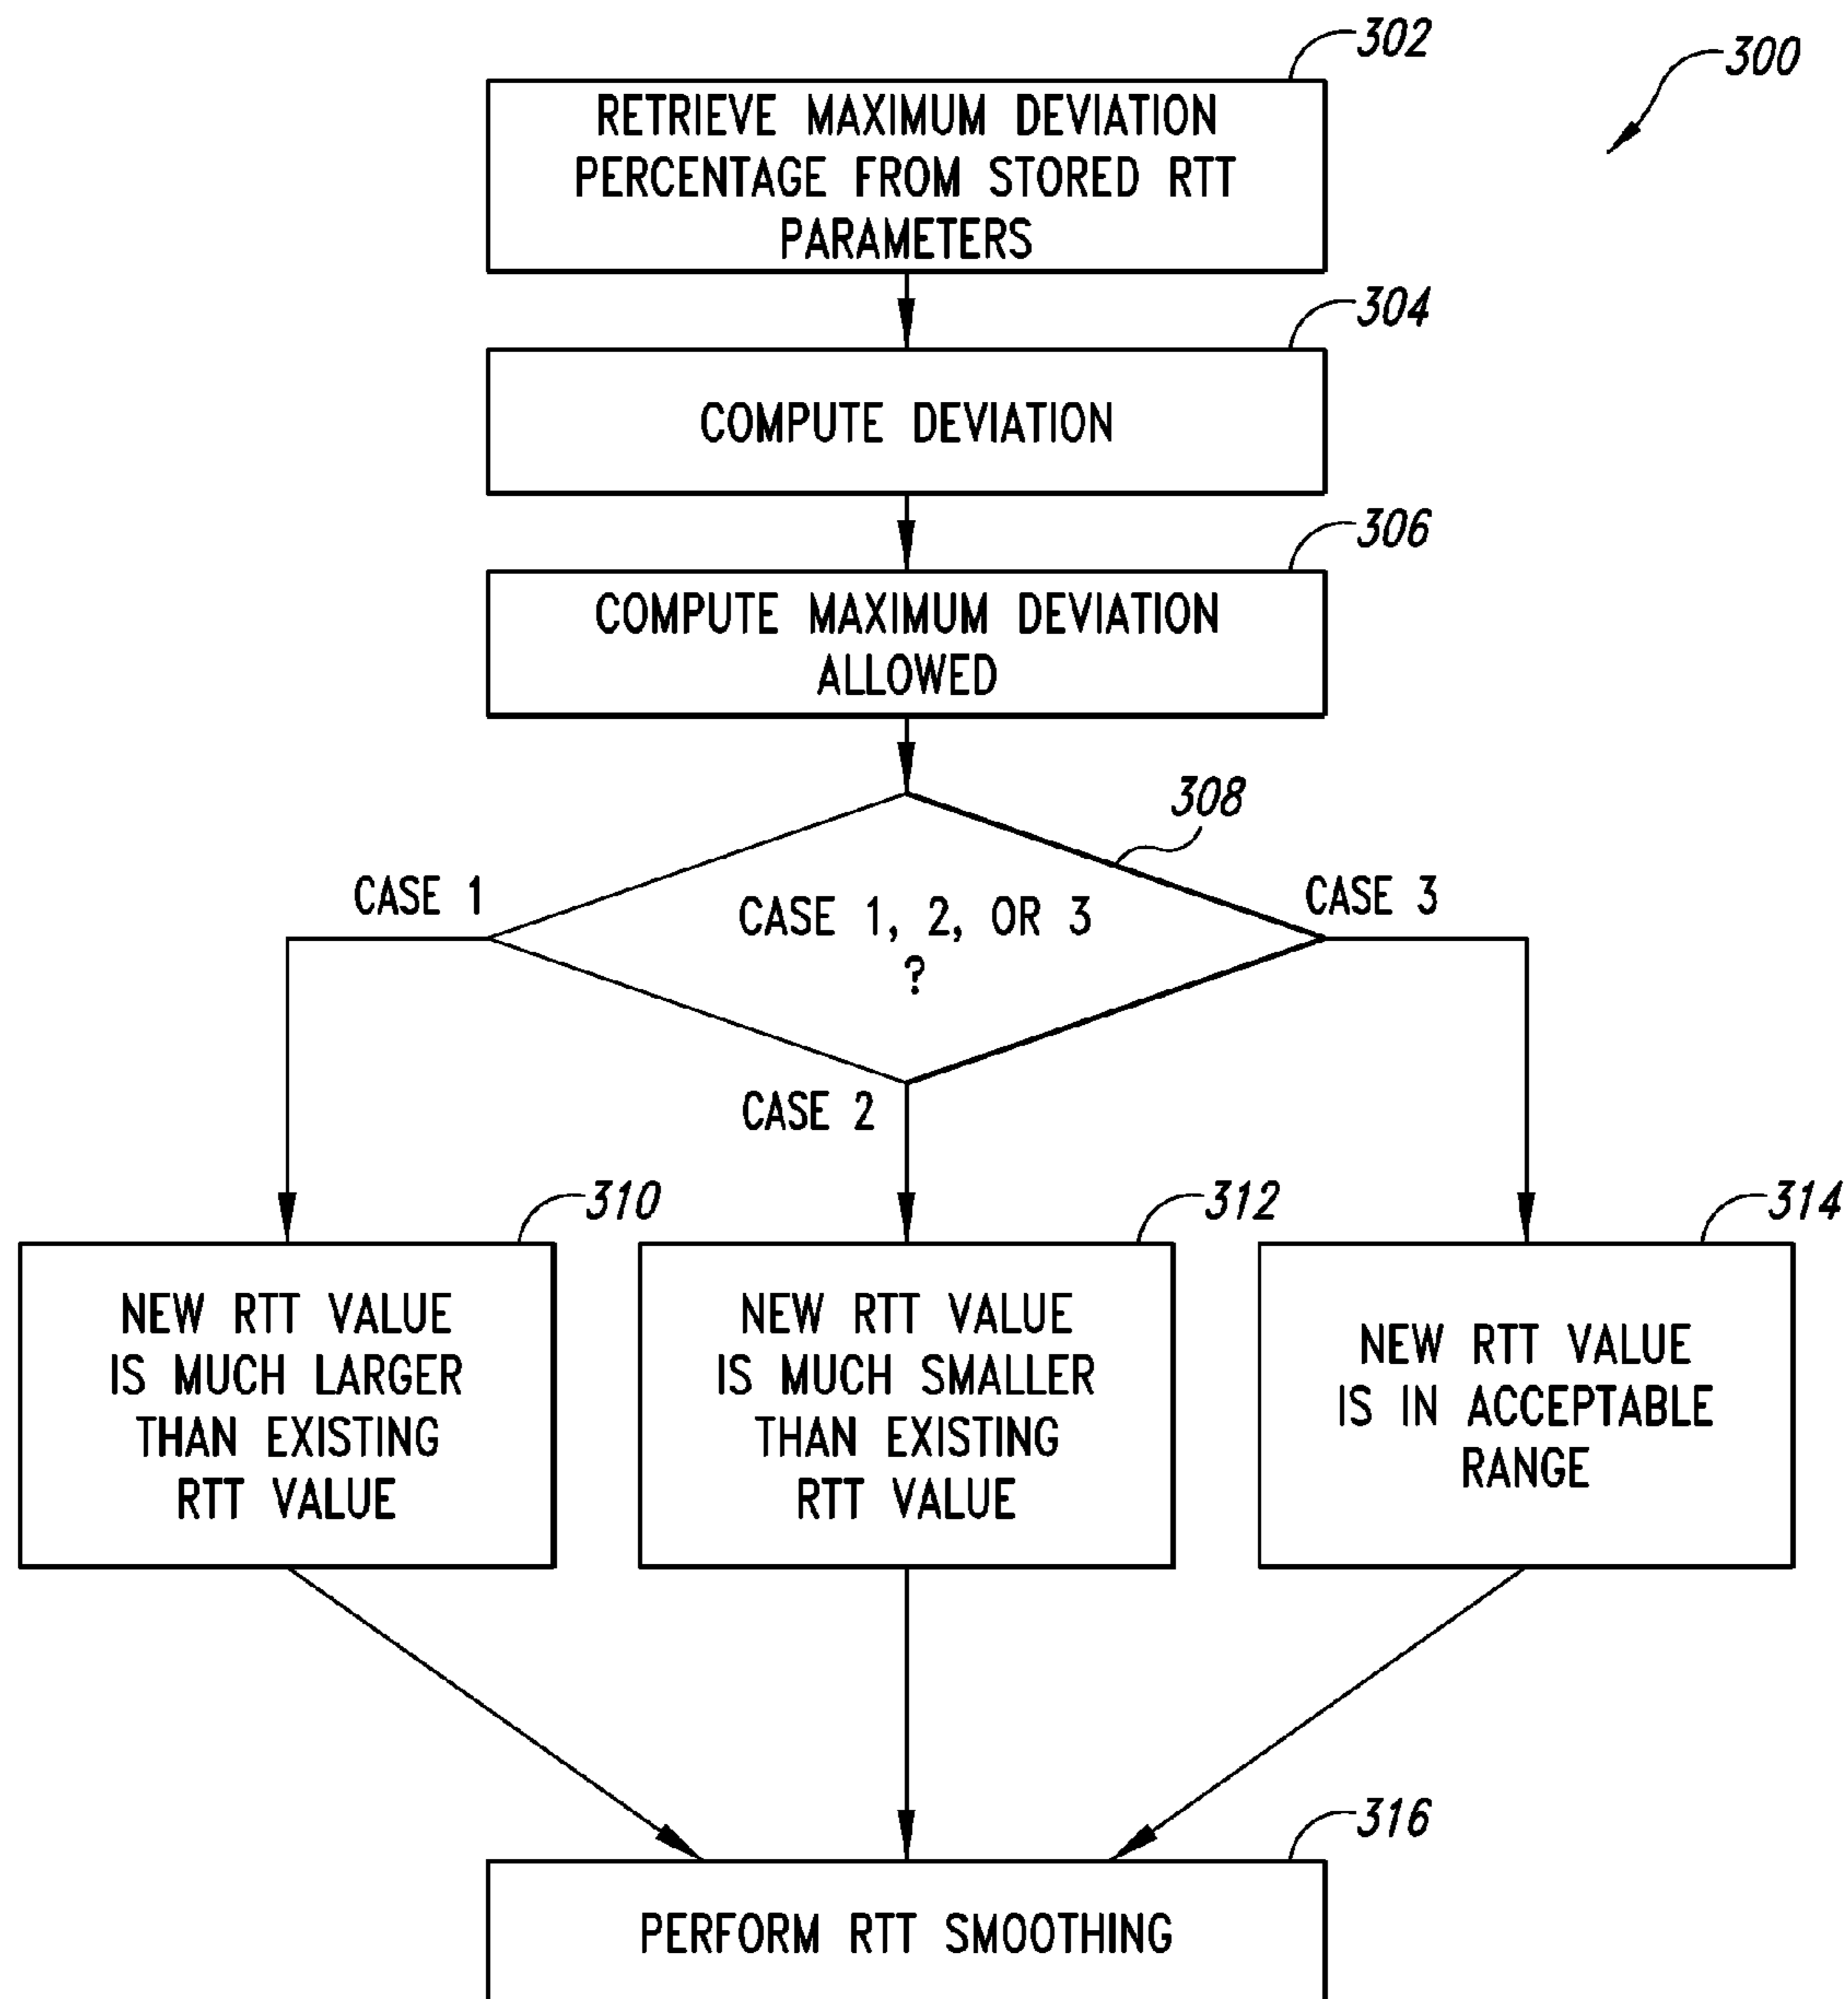 302
300
RETRIEVE MAXIMUM DEVIATION
PERCENTAGE FROM STORED RTT
PARAMETERS
304
COMPUTE DEVIATION
306
COMPUTE MAXIMUM DEVIATION
ALLOWED
308
CASE 1
CASE 1, 2, OR 3
?
CASE 3
CASE 2
310
312
314
NEW RTT VALUE
IS MUCH LARGER
THAN EXISTING
RTT VALUE
NEW RTT VALUE
IS MUCH SMALLER
THAN EXISTING
RTT VALUE
NEW RTT VALUE
IS IN ACCEPTABLE
RANGE
316
PERFORM RTT SMOOTHING